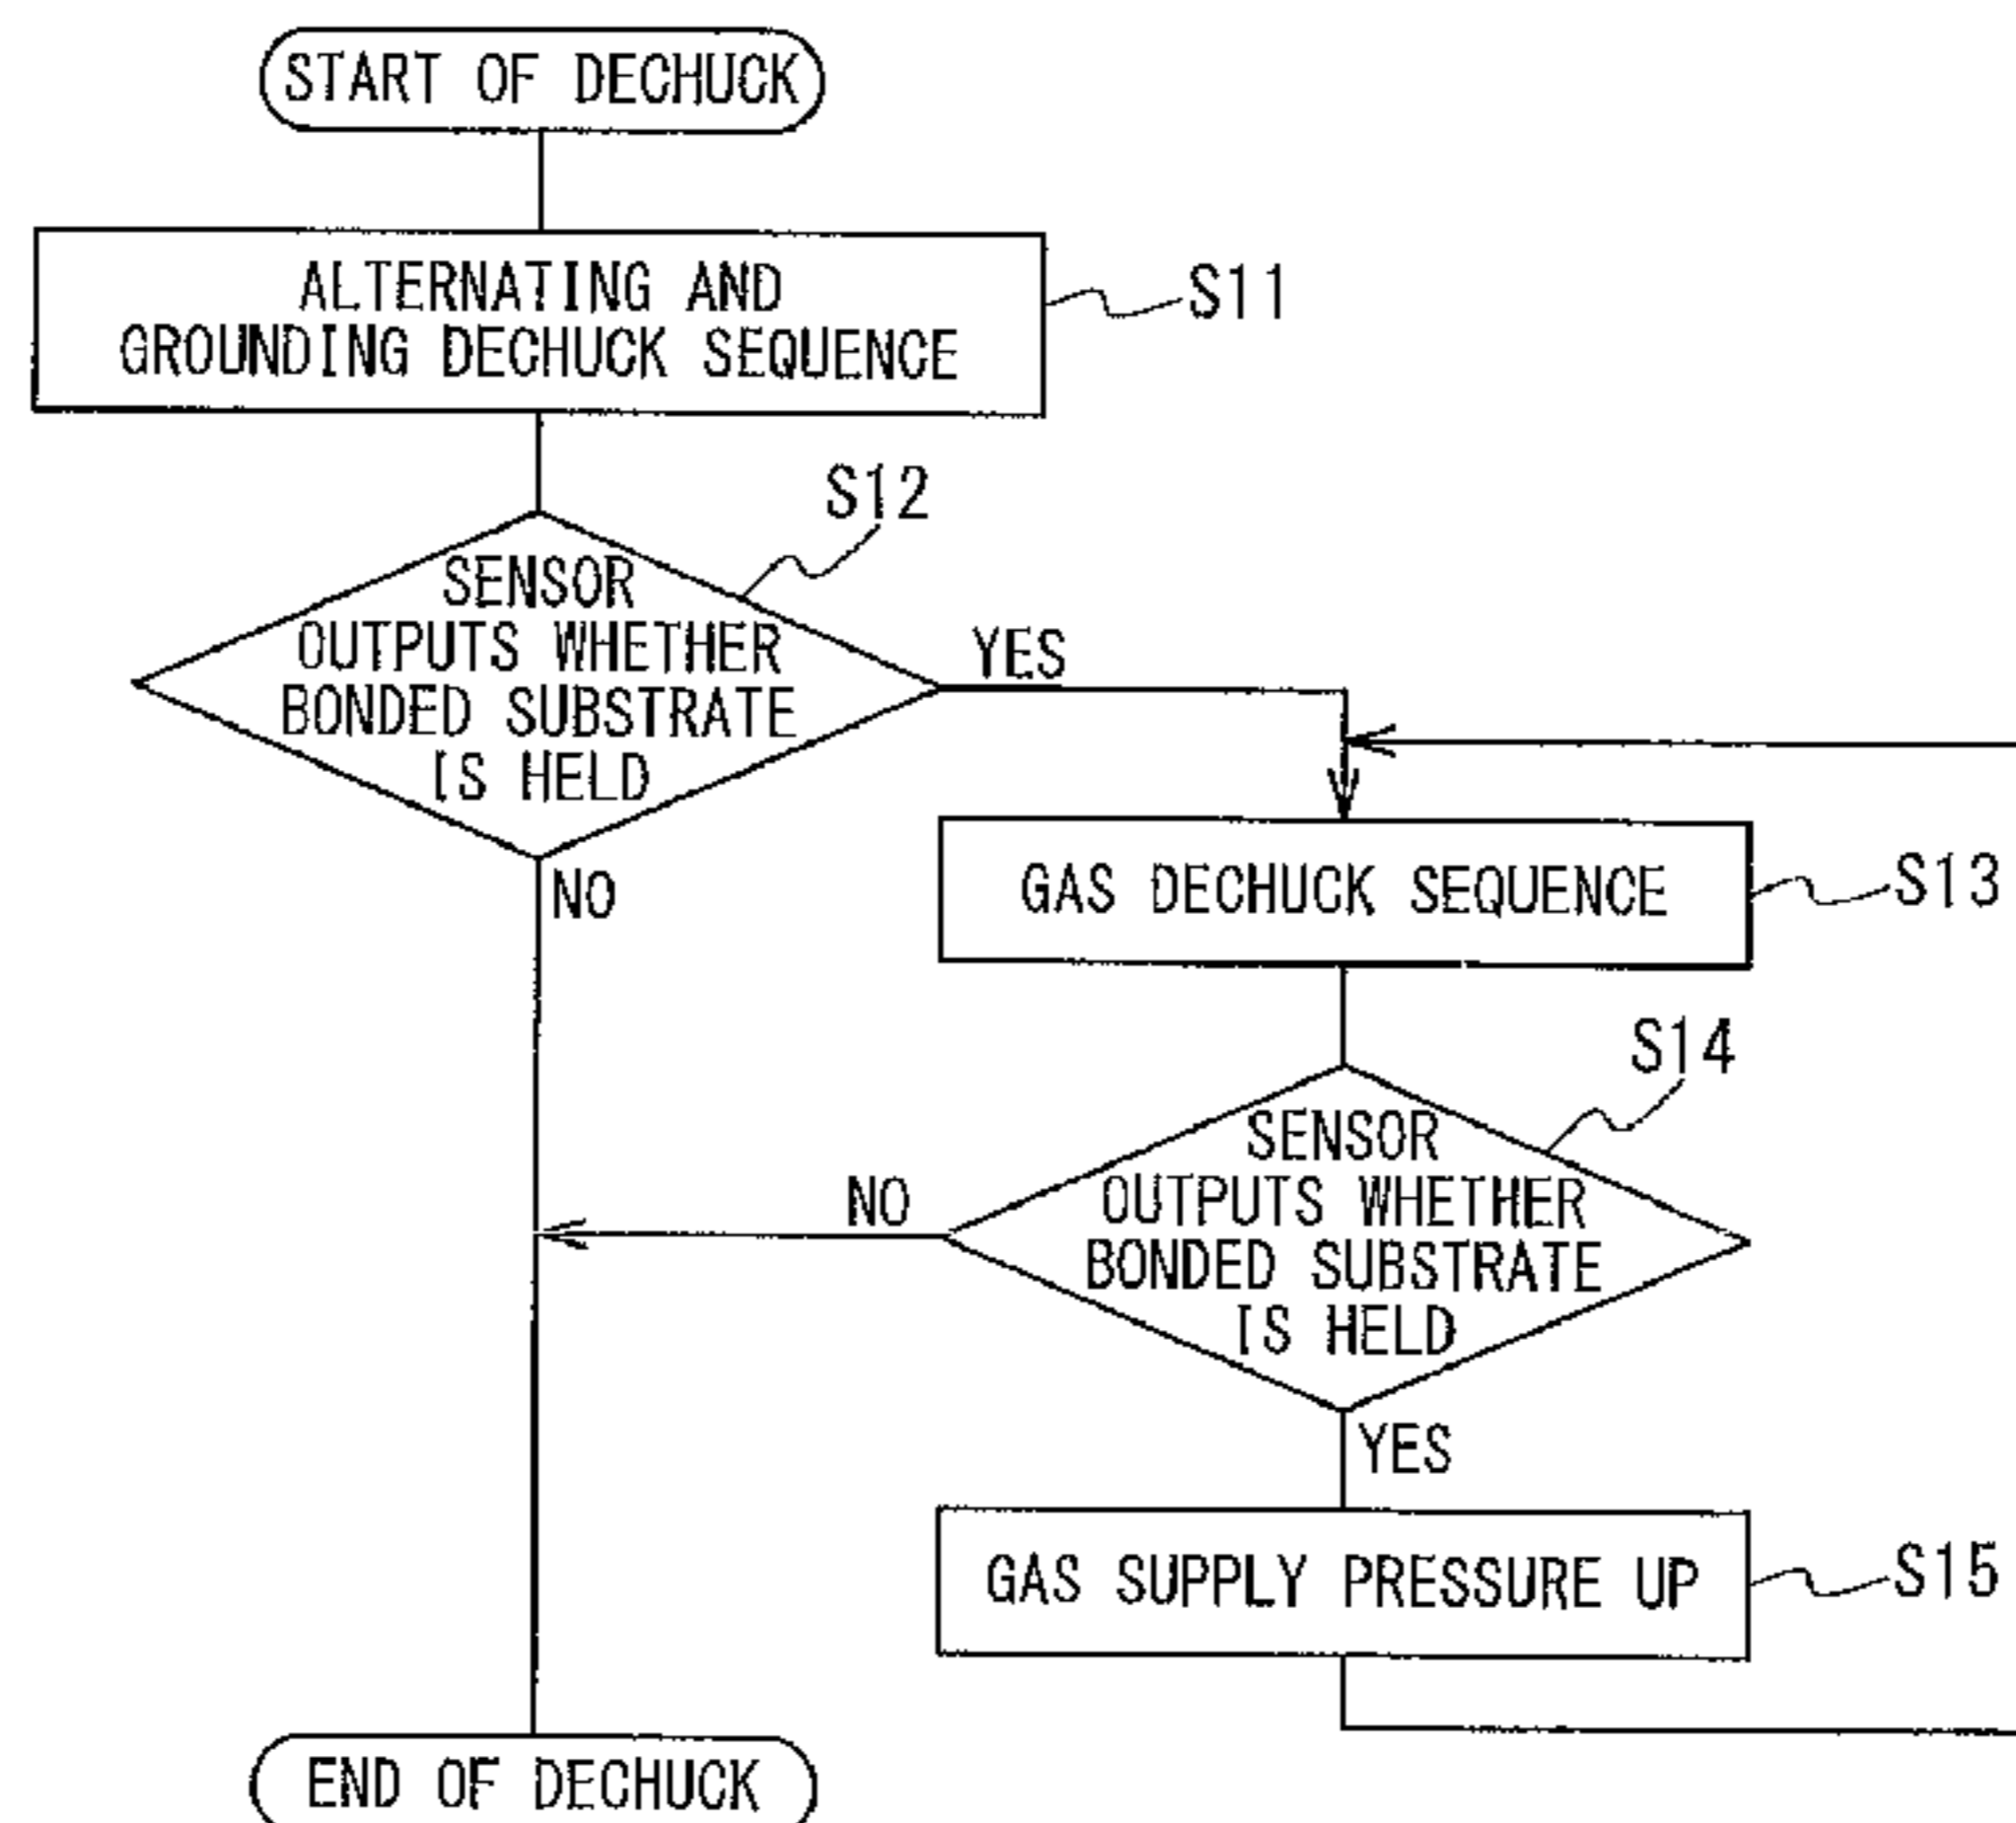 START OF DECHUCK
ALTERNATING AND
GROUNDING DECHUCK SEQUENCE
S11
S12
SENSOR
OUTPUTS WHETHER
BONDED SUBSTRATE
IS HELD
YES
NO
GAS DECHUCK SEQUENCE
S13
S14
SENSOR
OUTPUTS WHETHER
BONDED SUBSTRATE
IS HELD
NO
YES
GAS SUPPLY PRESSURE UP
S15
END OF DECHUCK